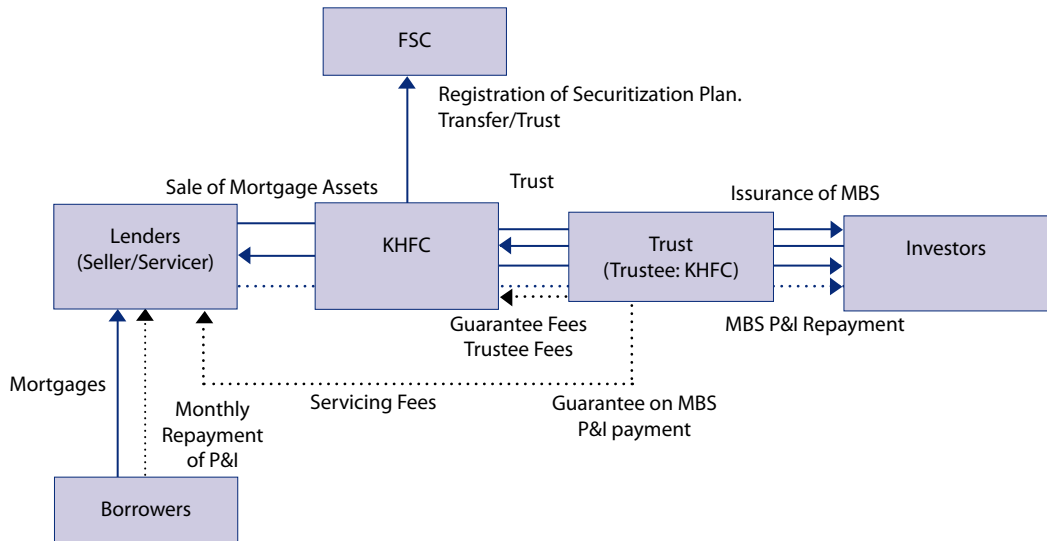 FSC
Registration of Securitization Plan.
Transfer/Trust
Sale of Mortgage Assets
Trust
Issurance of MBS
Lenders
(Seller/Servicer)
KHFC
Trust
(Trustee: KHFC)
Investors
Guarantee Fees
Trustee Fees
MBS P&I Repayment
Mortgages
Monthly
Repayment
of P&I
Servicing Fees
Guarantee on MBS
P&I payment
Borrowers